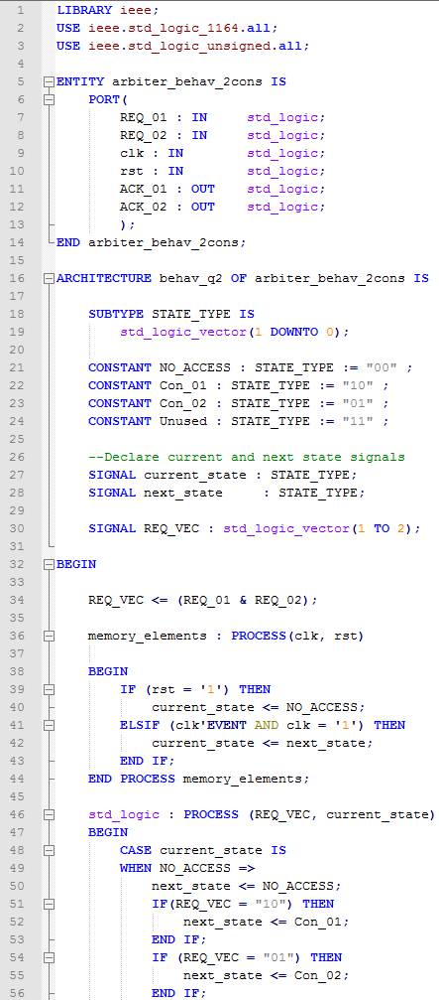 1 LIBRARY ieee;
2 USE ieee.std_logic_1164.all;
3 USE ieee.std_logic_unsigned.all;
4
5 ENTITY arbiter_behav_2cons IS
6 PORT(
7 REQ_01 : IN std_logic;
8 REQ_02 : IN std_logic;
9 clk : IN std_logic;
10 rst : IN std_logic;
11 ACK_01 : OUT std_logic;
12 ACK_02 : OUT std_logic;
13 );
14 END arbiter_behav_2cons;
15
16 ARCHITECTURE behav_q2 OF arbiter_behav_2cons IS
17
18 SUBTYPE STATE_TYPE IS
19 std_logic_vector(1 DOWNTO 0);
20
21 CONSTANT NO_ACCESS : STATE_TYPE := "00" ;
22 CONSTANT Con_01 : STATE_TYPE := "10" ;
23 CONSTANT Con_02 : STATE_TYPE := "01" ;
24 CONSTANT Unused : STATE_TYPE := "11" ;
25
26 --Declare current and next state signals
27 SIGNAL current_state : STATE_TYPE;
28 SIGNAL next_state : STATE_TYPE;
29
30 SIGNAL REQ_VEC : std_logic_vector(1 TO 2);
31
32 BEGIN
33
34 REQ_VEC <= (REQ_01 & REQ_02);
35
36 memory_elements : PROCESS(clk, rst)
37
38 BEGIN
39 IF (rst = '1') THEN
40 current_state <= NO_ACCESS;
41 ELSIF (clk'EVENT AND clk = '1') THEN
42 current_state <= next_state;
43 END IF;
44 END PROCESS memory_elements;
45
46 std_logic : PROCESS (REQ_VEC, current_state)
47 BEGIN
48 CASE current_state IS
49 WHEN NO_ACCESS =>
50 next_state <= NO_ACCESS;
51 IF(REQ_VEC = "10") THEN
52 next_state <= Con_01;
53 END IF;
54 IF (REQ_VEC = "01") THEN
55 next_state <= Con_02;
56 END IF;